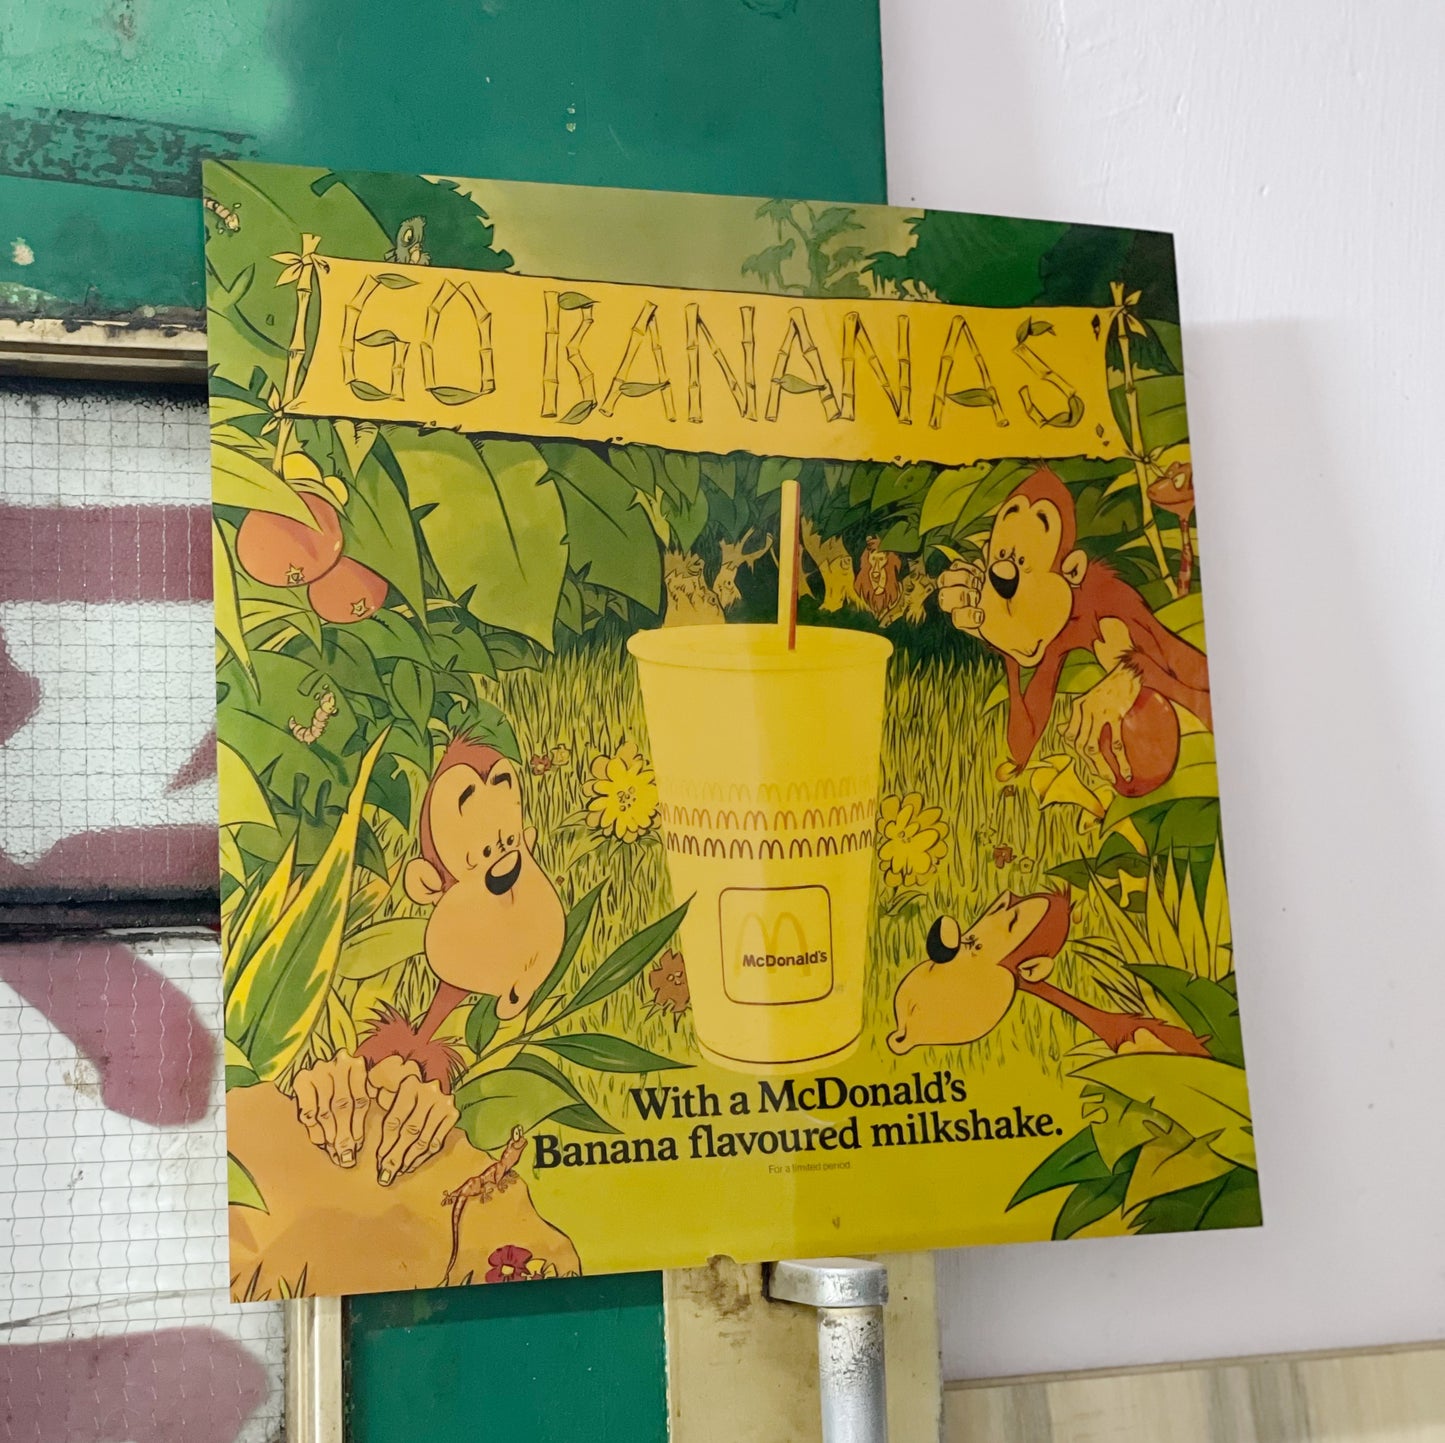 GO BANANAS
McDonald's
With a McDonald's
Banana flavoured milkshake.
For a limited period